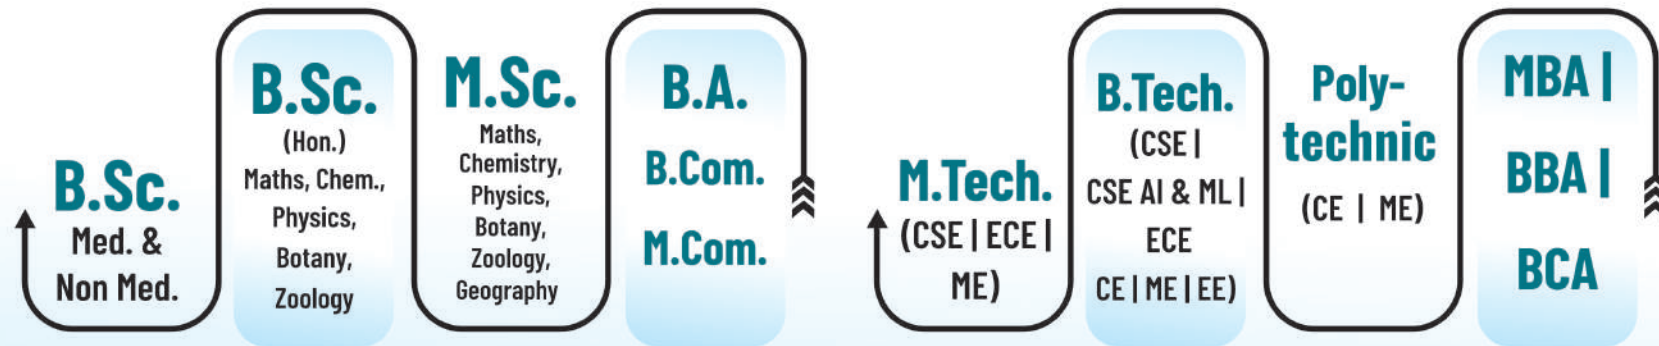 B.Sc.
Med. &
Non Med.
B.Sc.
(Hon.)
Maths, Chem.,
Physics,
Botany,
Zoology
M.Sc.
Maths,
Chemistry,
Physics,
Botany,
Zoology,
Geography
B.A.
B.Com.
M.Com.
M.Tech.
(CSE | ECE |
ME)
B.Tech.
(CSE |
CSE AI & ML |
ECE
CE | ME | EE)
Poly-
technic
(CE | ME)
MBA |
BBA |
BCA